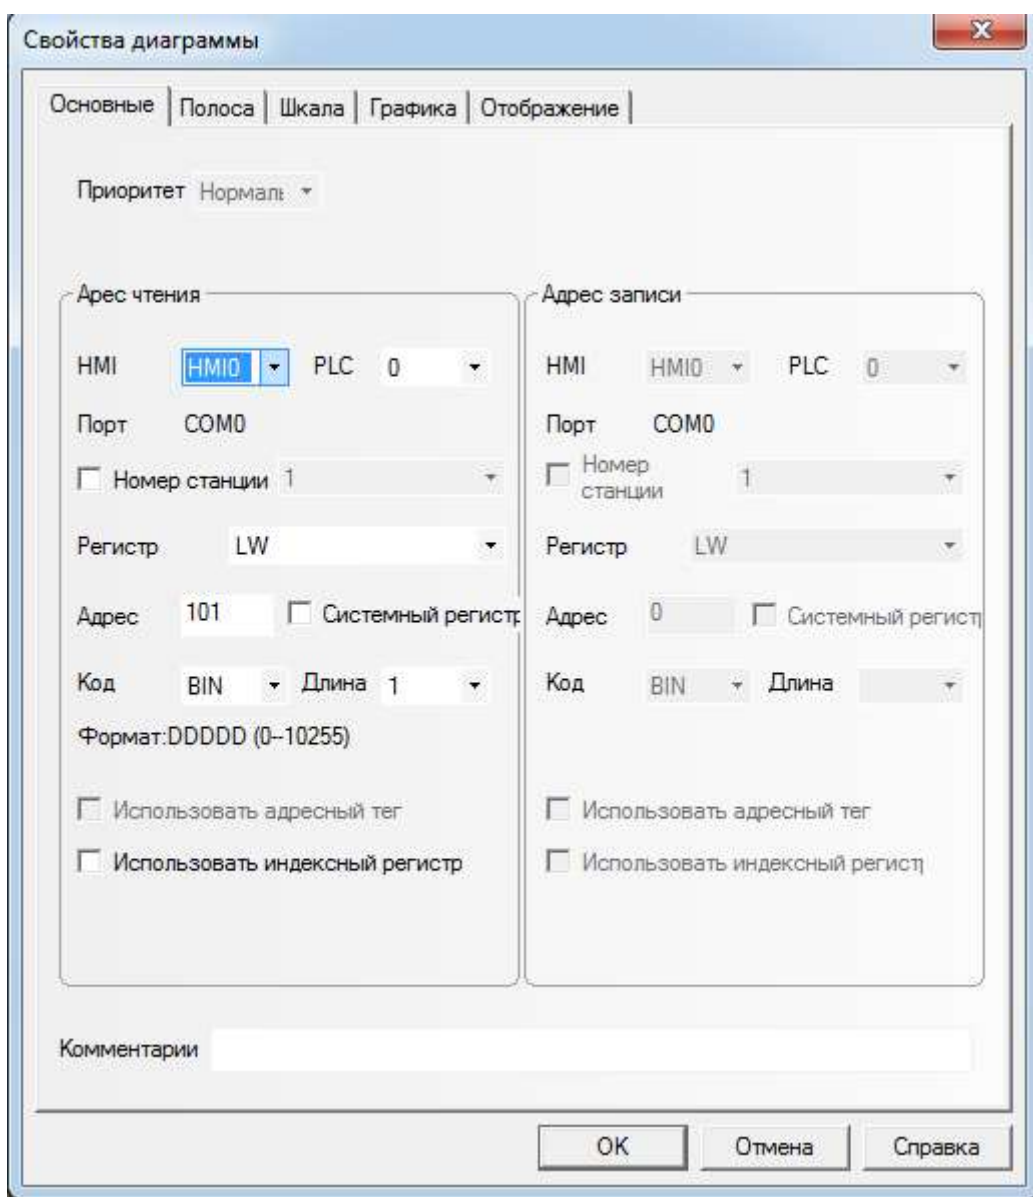 Свойства диаграммы
Основные Полоса Шкала Графика Отображение
Приоритет Нормаль
Арес чтения
HMI HMI0 PLC 0
Порт COM0
Номер станции 1
Регистр LW
Адрес 101 Системный регистр
Код BIN Длина 1
Формат:DDDDD (0--10255)
Использовать адресный тег
Использовать индексный регистр
Адрес записи
HMI HMI0 PLC 0
Порт COM0
Номер
станции 1
Регистр LW
Адрес 0 Системный регист
Код BIN Длина
Использовать адресный тег
Использовать индексный регист
Комментарии
OK Отмена Справка